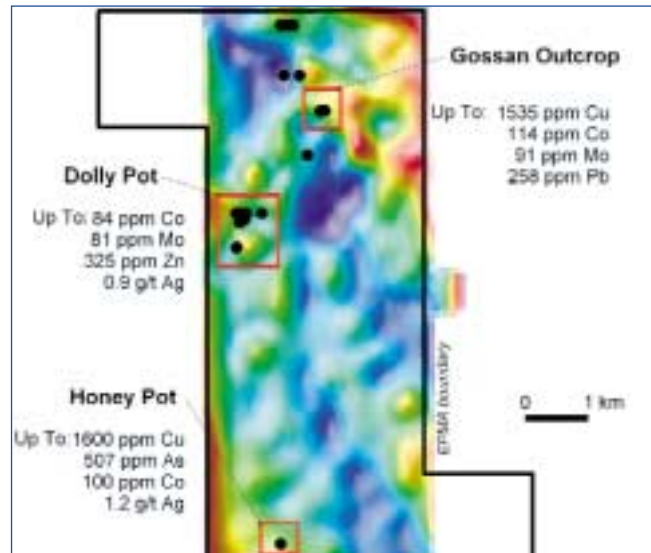 Gossan Outcrop
Up To: 1535 ppm Cu
114 ppm Co
91 ppm Mo
258 ppm Pb
Dolly Pot
Up To: 84 ppm Co
81 ppm Mo
325 ppm Zn
0.9 g/t Ag
EPMA boundary
0 1 km
Honey Pot
Up To: 1600 ppm Cu
507 ppm As
100 ppm Co
1.2 g/t Ag